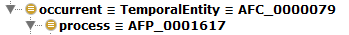 occurrent ≡ TemporalEntity ≡ AFC_0000079
process ≡ AFP_0001617